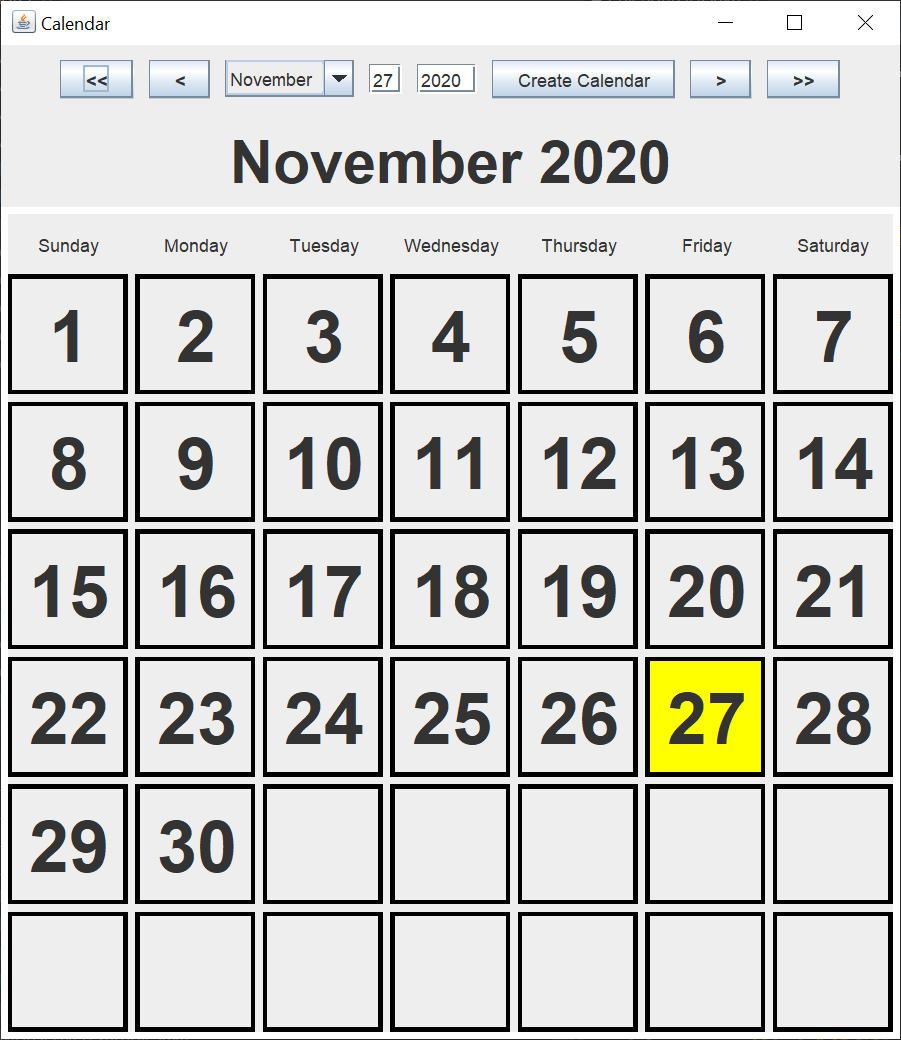 Calendar
<< < November 27 2020 Create Calendar > >>
November 2020
Sunday Monday Tuesday Wednesday Thursday Friday Saturday
1 2 3 4 5 6 7
8 9 10 11 12 13 14
15 16 17 18 19 20 21
22 23 24 25 26 27 28
29 30